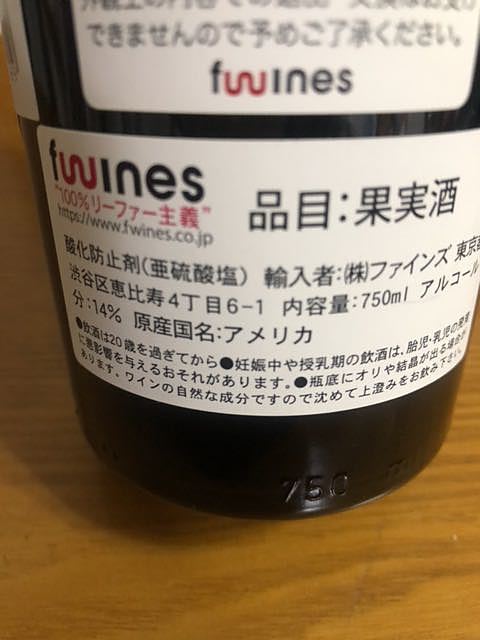 できませんので予めご了承ください。
fwines
fwines
"100%リーファー主義"
https://www.fwines.co.jp
品目：果実酒
酸化防止剤(亜硫酸塩) 輸入者：㈱ファインズ 東京
渋谷区恵比寿4丁目6-1 内容量：750ml アルコール
分：14% 原産国名：アメリカ
●飲酒は20歳を過ぎてから●妊娠中や授乳期の飲酒は、胎児・乳児の発育
に悪影響を与えるおそれがあります。●瓶底にオリや結晶が出る場合が
あります。ワインの自然な成分ですので沈めて上澄みをお飲み下さい。
750